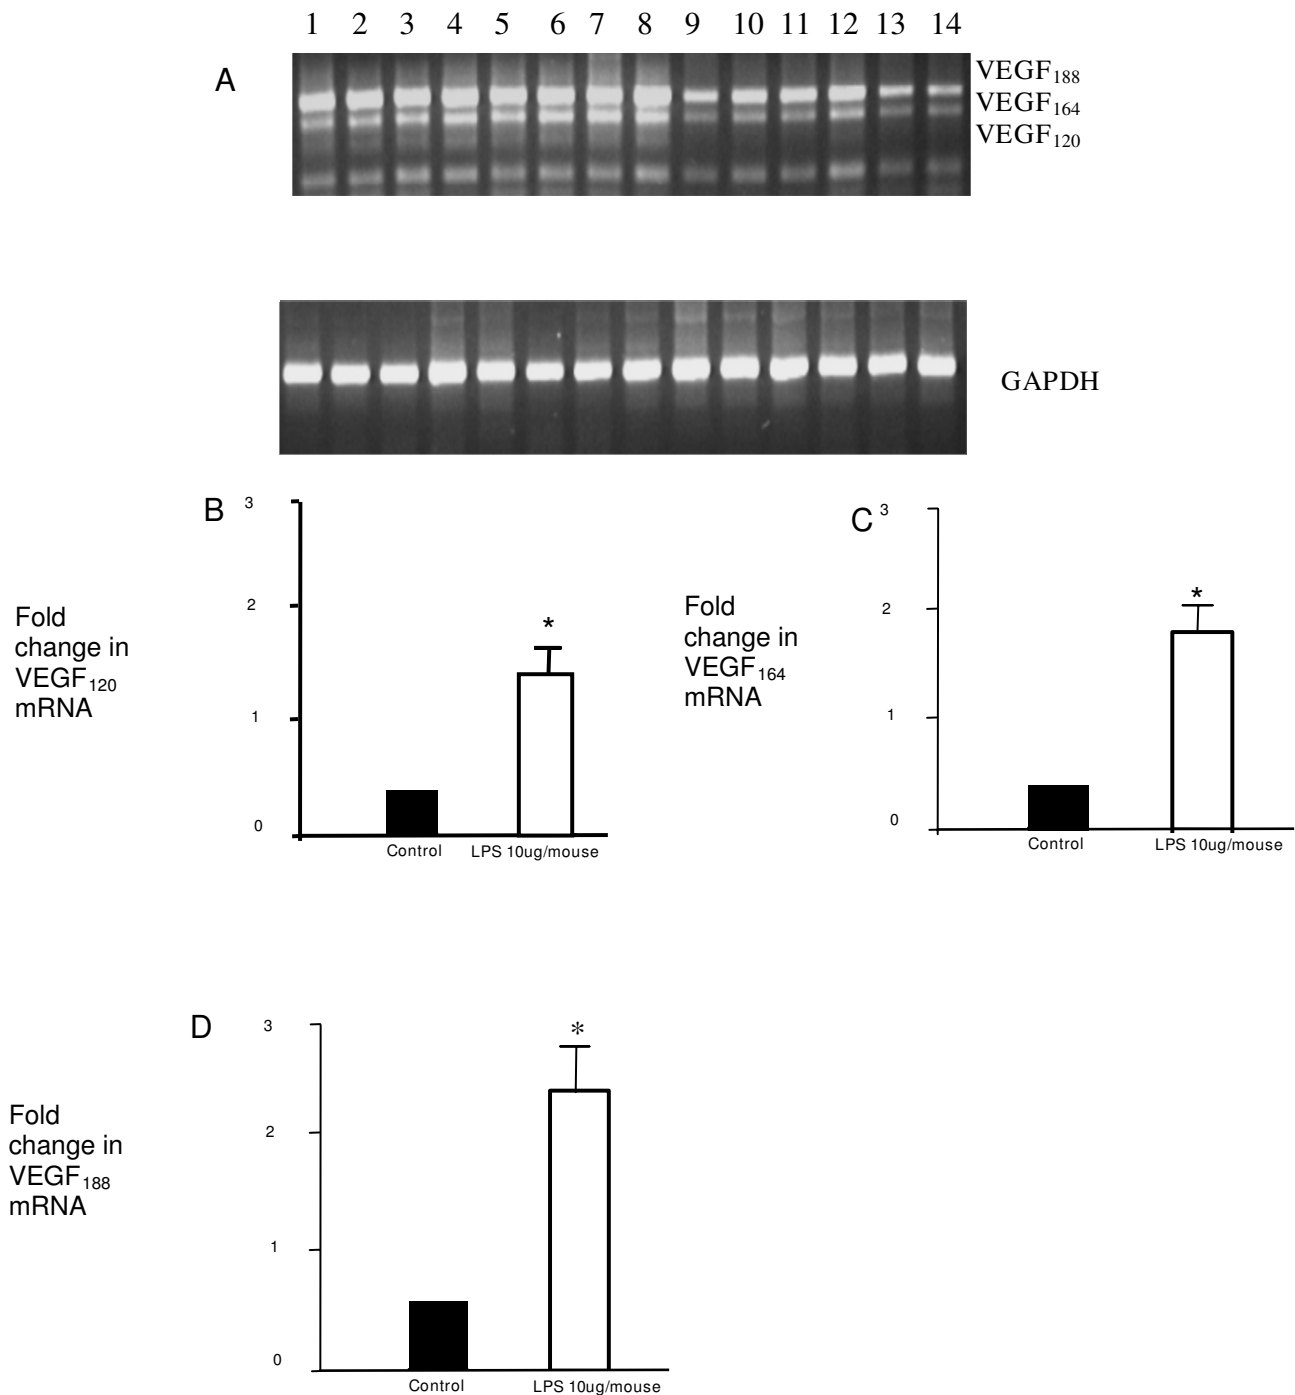 1 2 3 4 5 6 7 8 9 10 11 12 13 14
A
VEGF₁₈₈
VEGF₁₆₄
VEGF₁₂₀
GAPDH
B
3
2
1
0
Fold
change in
VEGF₁₂₀
mRNA
*
Control LPS 10ug/mouse
C
3
2
1
0
Fold
change in
VEGF₁₆₄
mRNA
*
Control LPS 10ug/mouse
D
3
2
1
0
Fold
change in
VEGF₁₈₈
mRNA
*
Control LPS 10ug/mouse